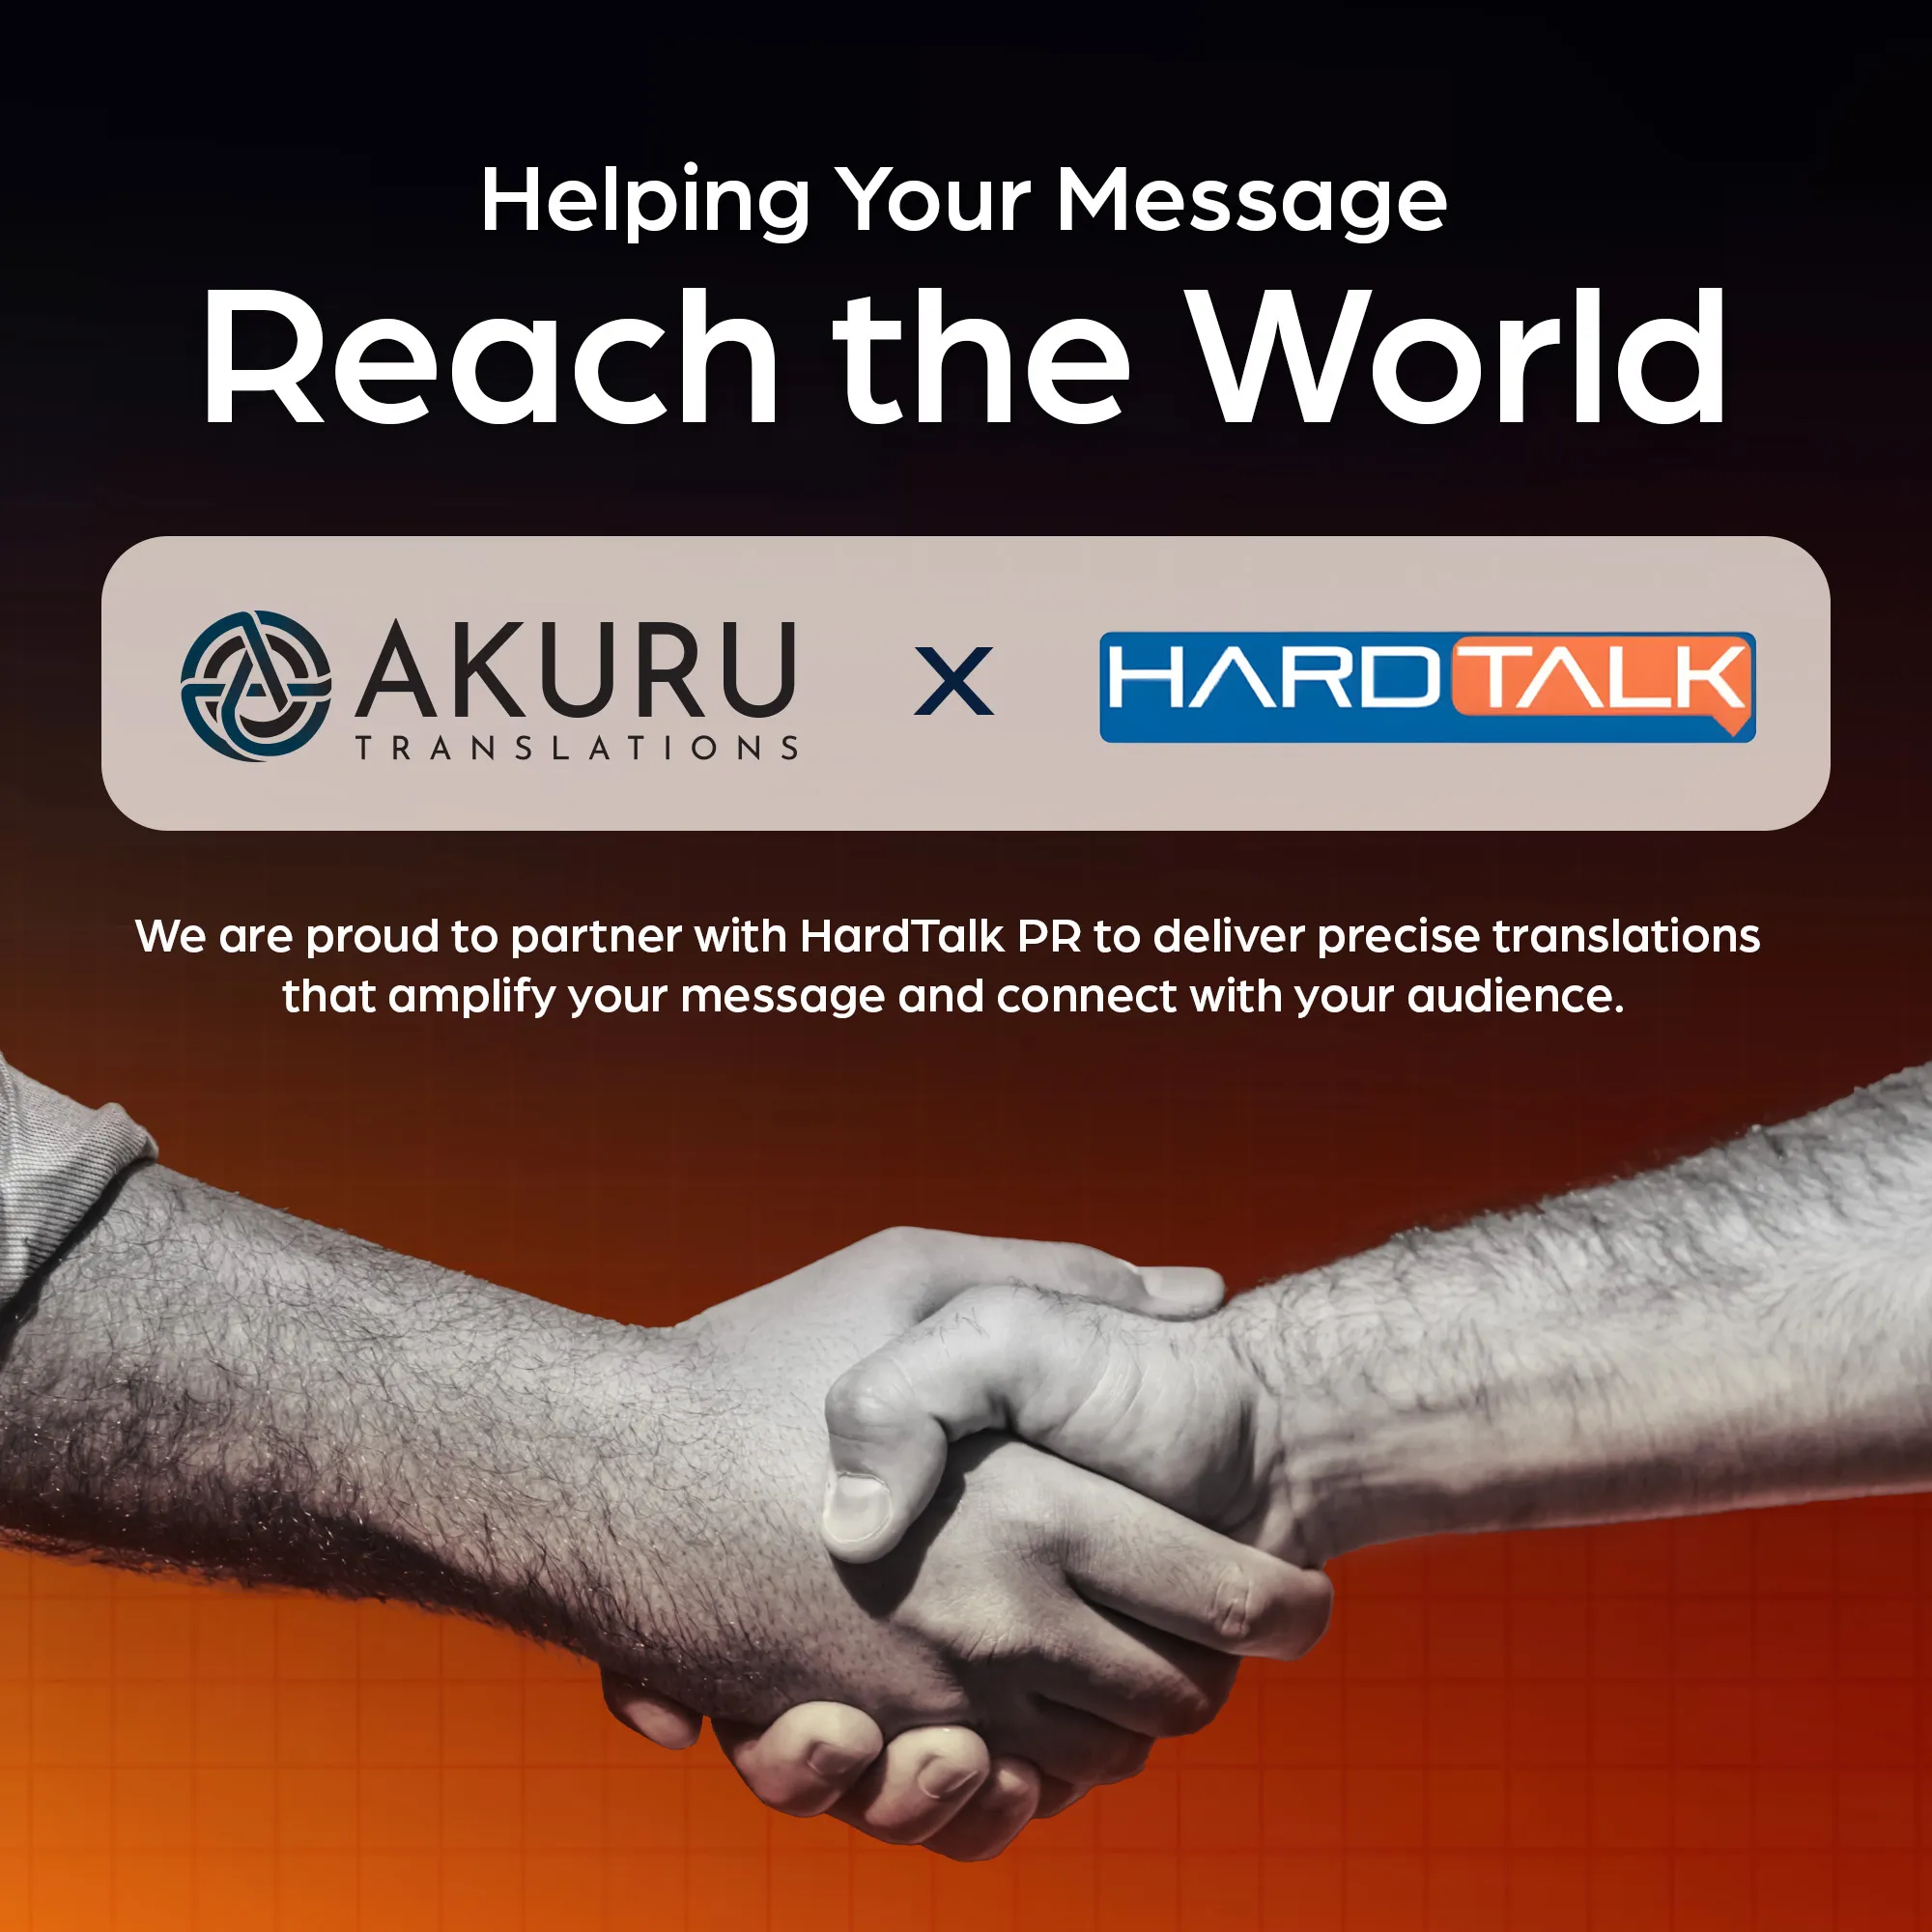 Helping Your Message
Reach the World
AKURU
TRANSLATIONS
X
HARDTALK
We are proud to partner with HardTalk PR to deliver precise translations
that amplify your message and connect with your audience.